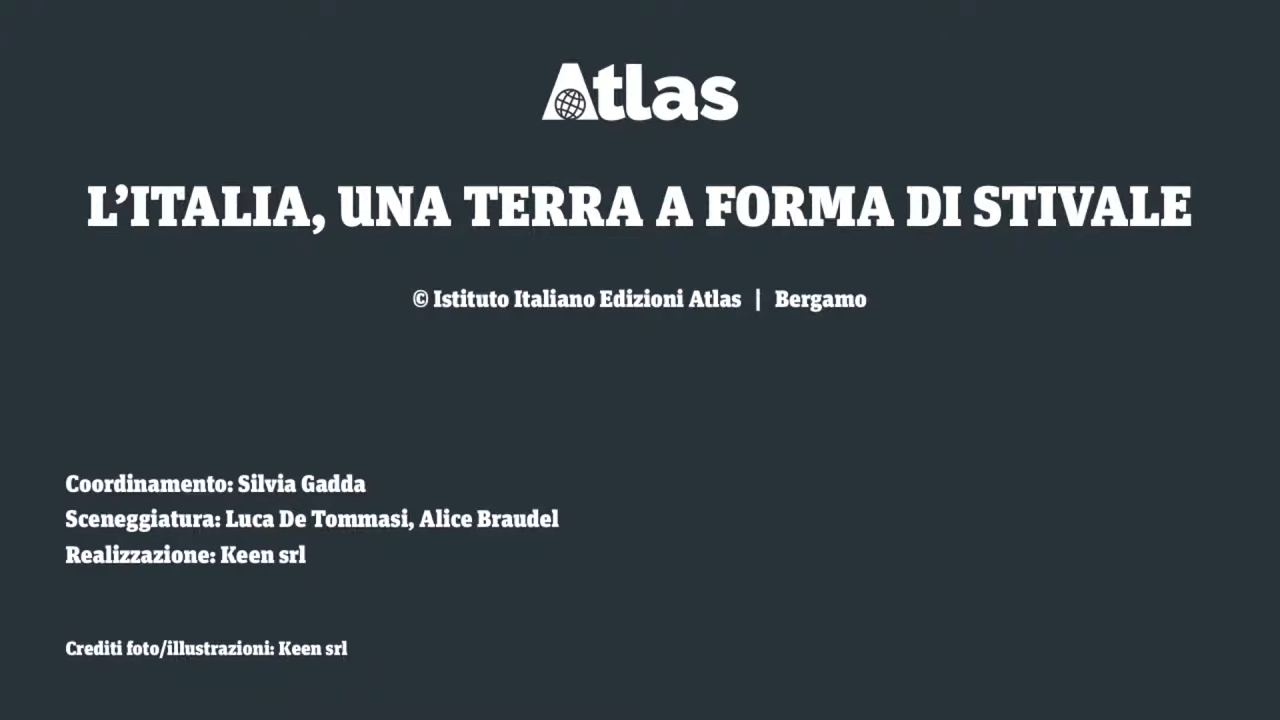 Atlas
L’ITALIA, UNA TERRA A FORMA DI STIVALE
© Istituto Italiano Edizioni Atlas | Bergamo
Coordinamento: Silvia Gadda
Sceneggiatura: Luca De Tommasi, Alice Braudel
Realizzazione: Keen srl
Crediti foto/illustrazioni: Keen srl